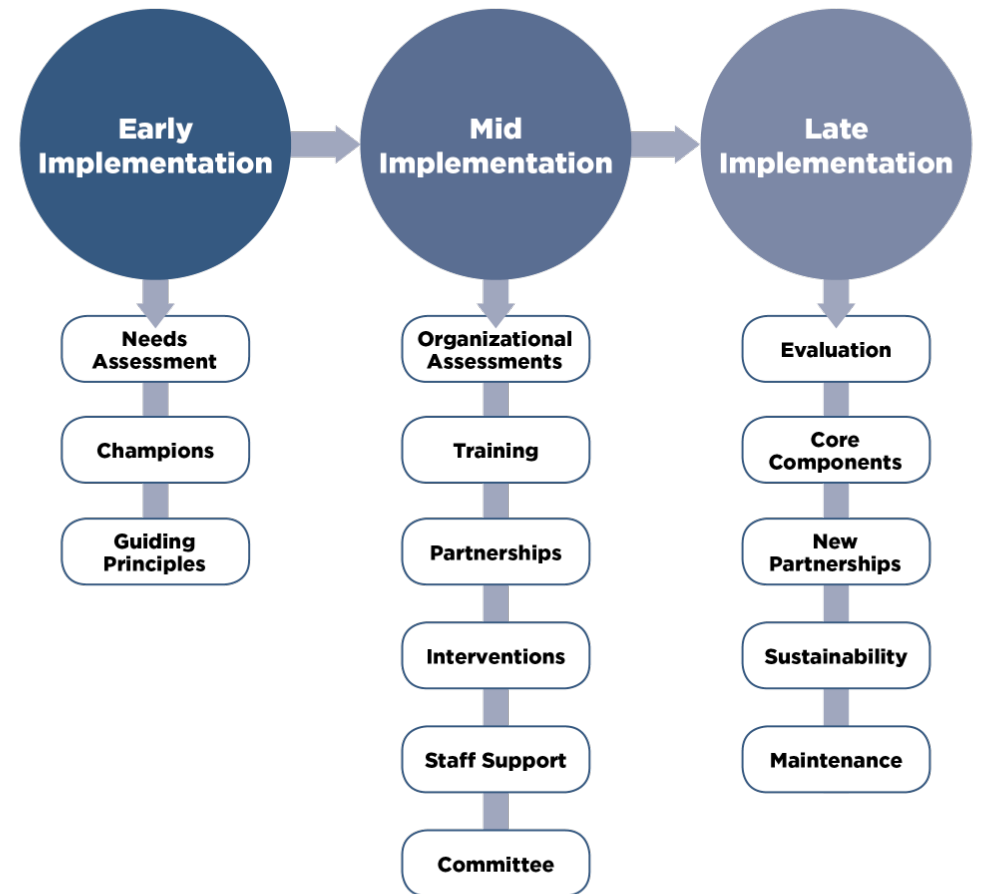 Early
Implementation
Mid
Implementation
Late
Implementation
Needs
Assessment
Champions
Guiding
Principles
Organizational
Assessments
Training
Partnerships
Interventions
Staff Support
Committee
Evaluation
Core
Components
New
Partnerships
Sustainability
Maintenance